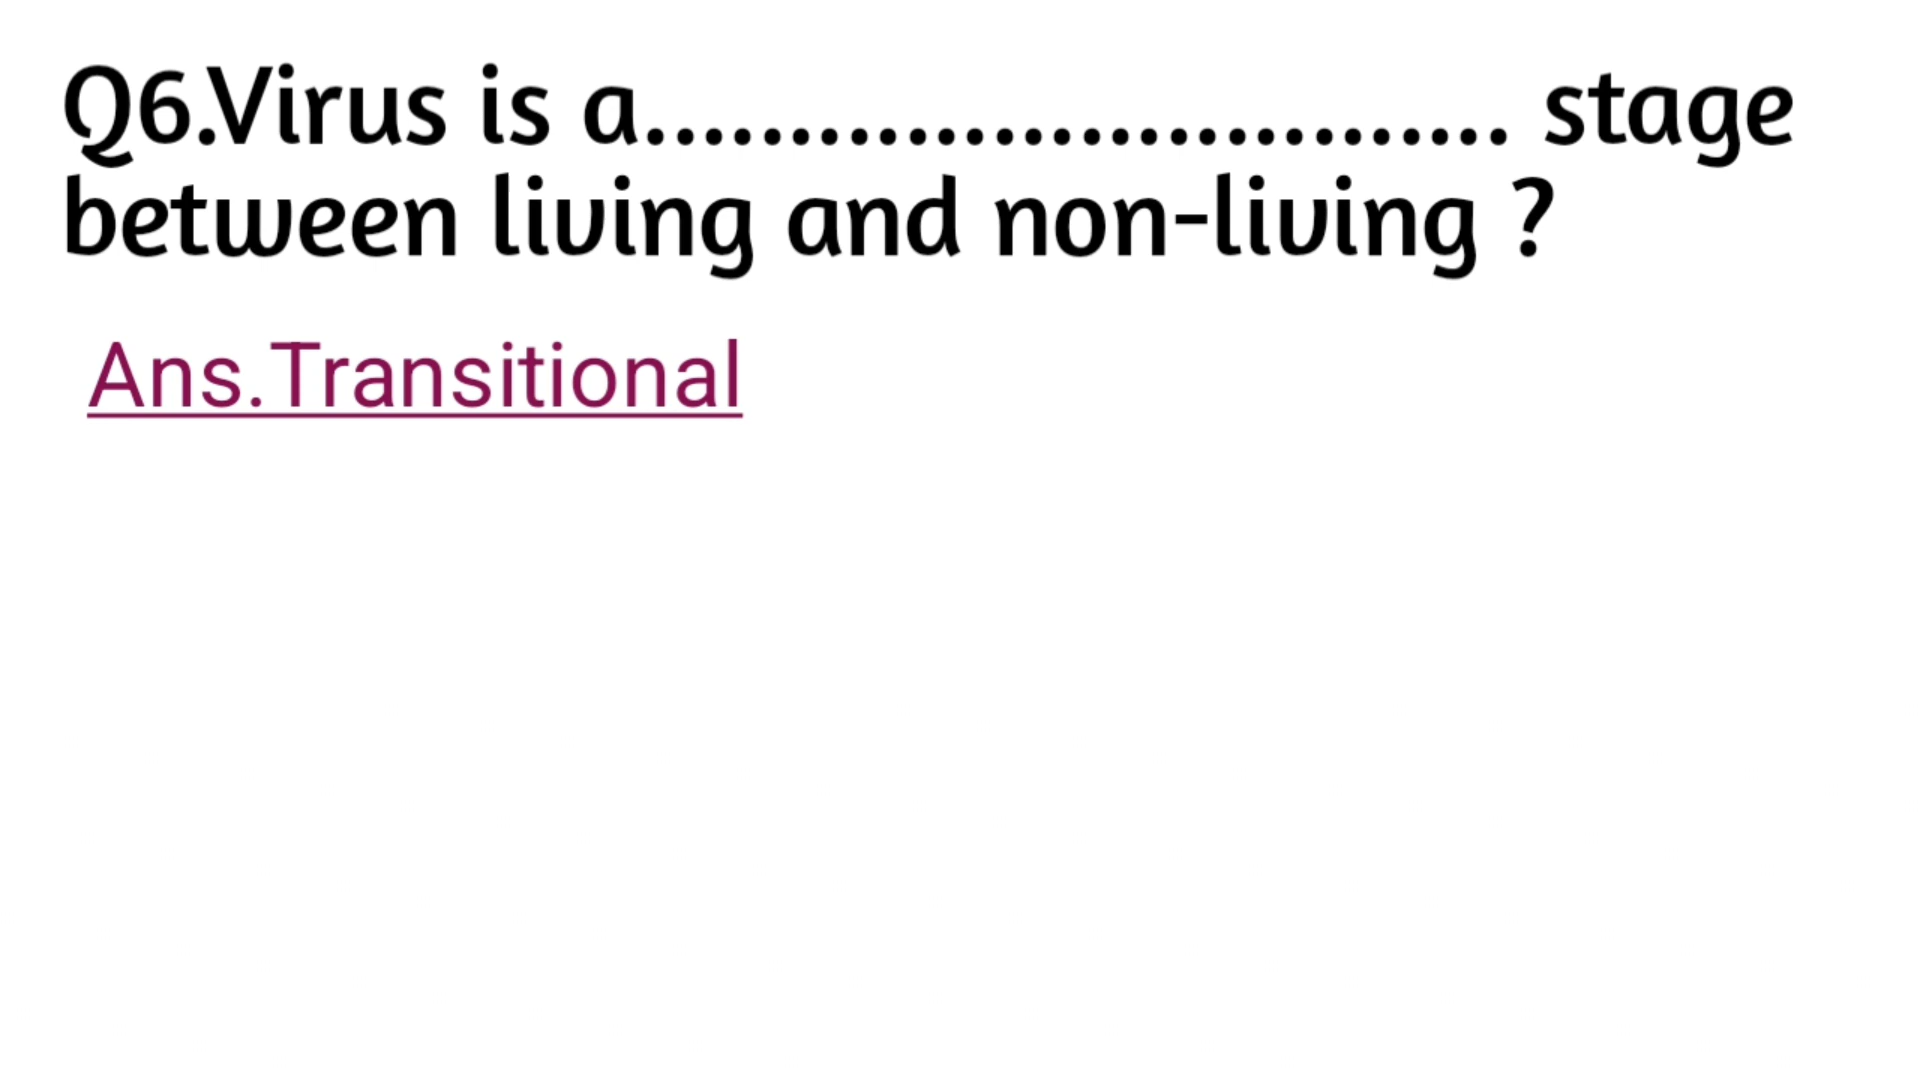 Q6.Virus is a.............................. stage
between living and non-living ?
Ans.Transitional